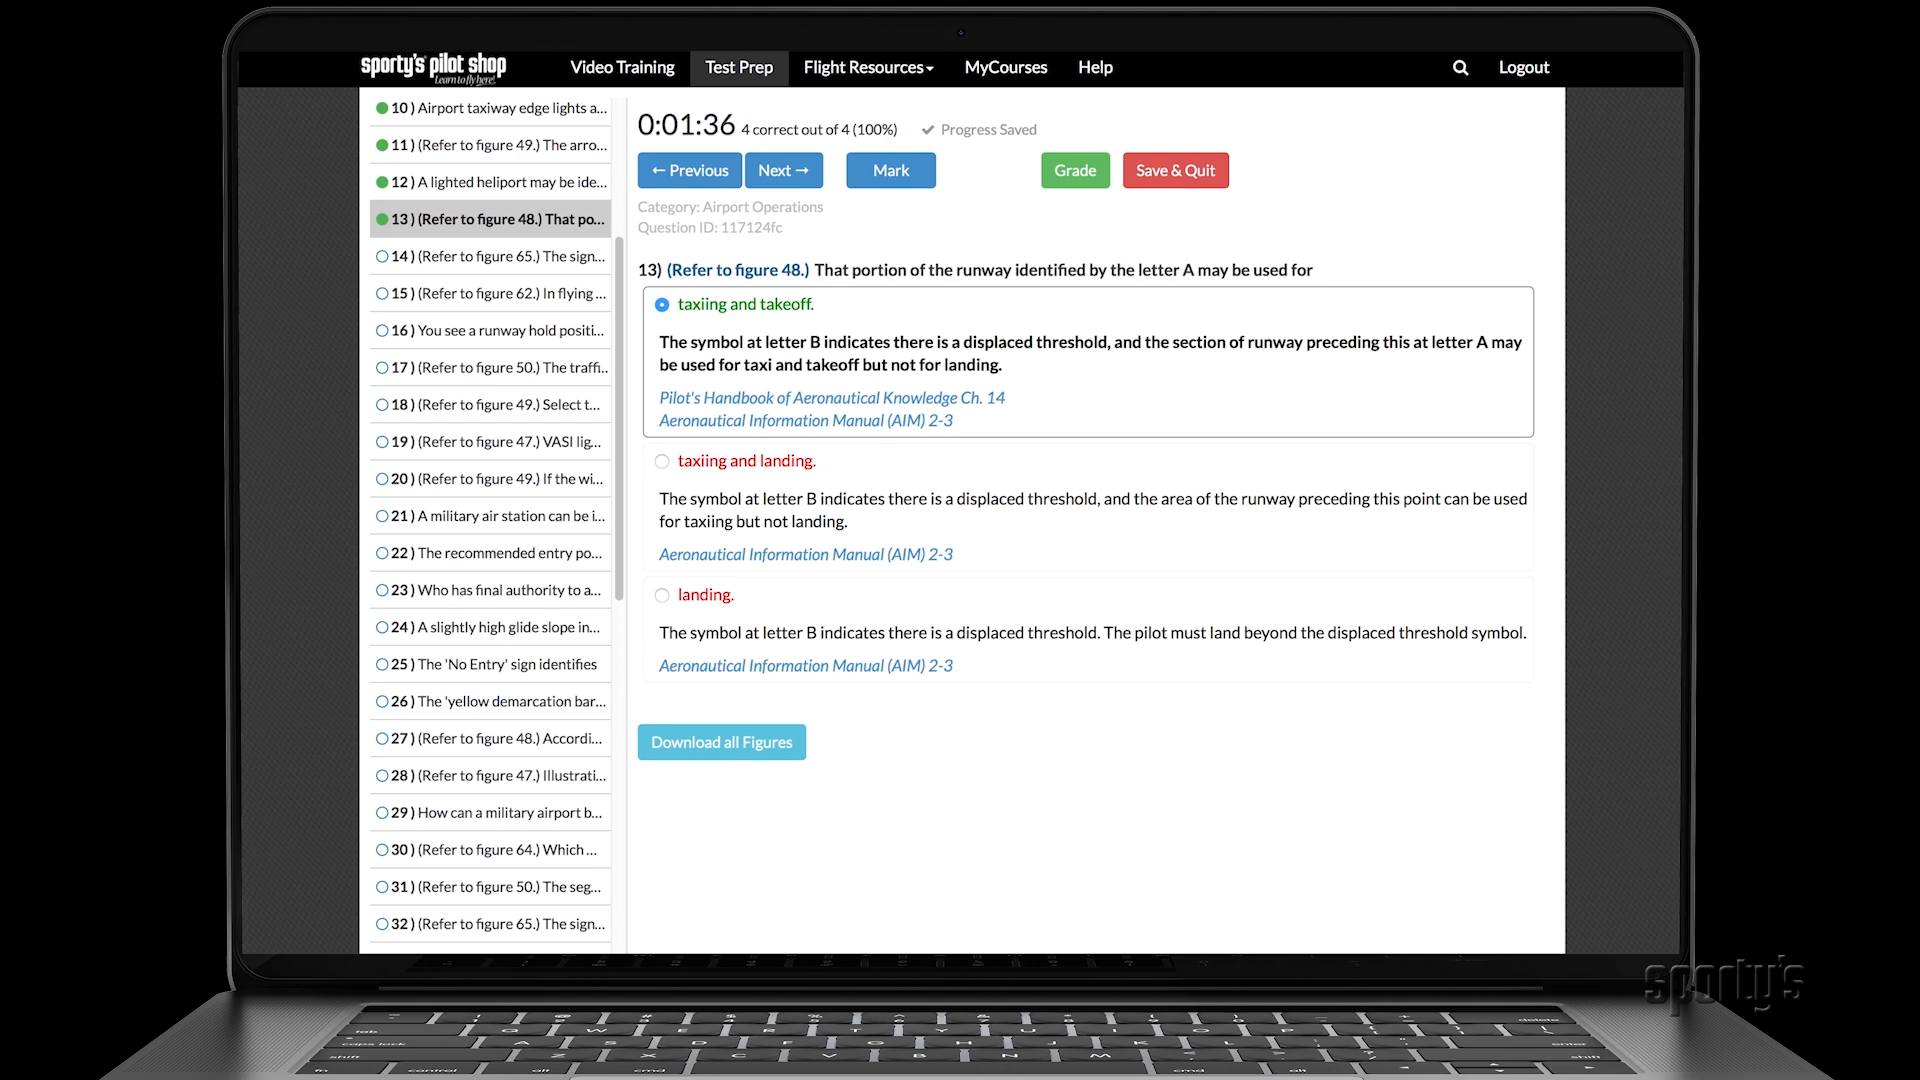 sporty's pilot shop
Learn to fly here!
Video Training
Test Prep
Flight Resources
MyCourses
Help
Logout
10) Airport taxiway edge lights a...
11) (Refer to figure 49.) The arro...
12) A lighted heliport may be ide...
13) (Refer to figure 48.) That po...
14) (Refer to figure 65.) The sign...
15) (Refer to figure 62.) In flying ...
16) You see a runway hold positi...
17) (Refer to figure 50.) The traffi...
18) (Refer to figure 49.) Select t...
19) (Refer to figure 47.) VASI lig...
20) (Refer to figure 49.) If the wi...
21) A military air station can be i...
22) The recommended entry po...
23) Who has final authority to a...
24) A slightly high glide slope in...
25) The 'No Entry' sign identifies
26) The 'yellow demarcation bar...
27) (Refer to figure 48.) Accordi...
28) (Refer to figure 47.) Illustrati...
29) How can a military airport b...
30) (Refer to figure 64.) Which ...
31) (Refer to figure 50.) The seg...
32) (Refer to figure 65.) The sign...
0:01:36 4 correct out of 4 (100%) ✓ Progress Saved
← Previous
Next →
Mark
Grade
Save & Quit
Category: Airport Operations
Question ID: 117124fc
13) (Refer to figure 48.) That portion of the runway identified by the letter A may be used for
taxiing and takeoff.
The symbol at letter B indicates there is a displaced threshold, and the section of runway preceding this at letter A may
be used for taxi and takeoff but not for landing.
Pilot's Handbook of Aeronautical Knowledge Ch. 14
Aeronautical Information Manual (AIM) 2-3
taxiing and landing.
The symbol at letter B indicates there is a displaced threshold, and the area of the runway preceding this point can be used
for taxiing but not landing.
Aeronautical Information Manual (AIM) 2-3
landing.
The symbol at letter B indicates there is a displaced threshold. The pilot must land beyond the displaced threshold symbol.
Aeronautical Information Manual (AIM) 2-3
Download all Figures
sporty's
tab Q W E R T Y U I O P
caps lock A S D F G H J K L
shift Z X C V B N M shift
fn control alt cmd cmd alt
delete
enter